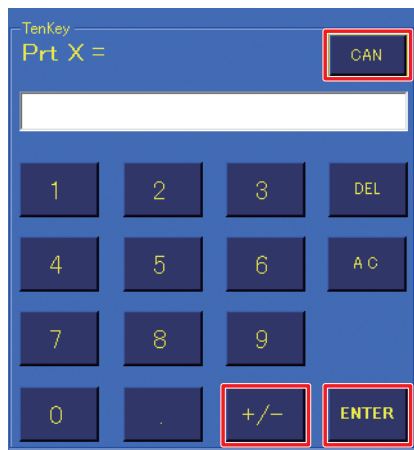 TenKey
Prt X =
CAN
1 2 3 DEL
4 5 6 A C
7 8 9
0 . +/- ENTER